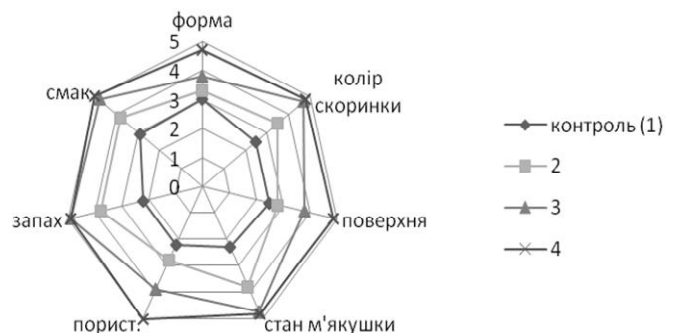 форма
5
4
3
2
1
0
колір
скоринки
поверхня
стан м'якушки
порист.
запах
смак
контроль (1)
2
3
4